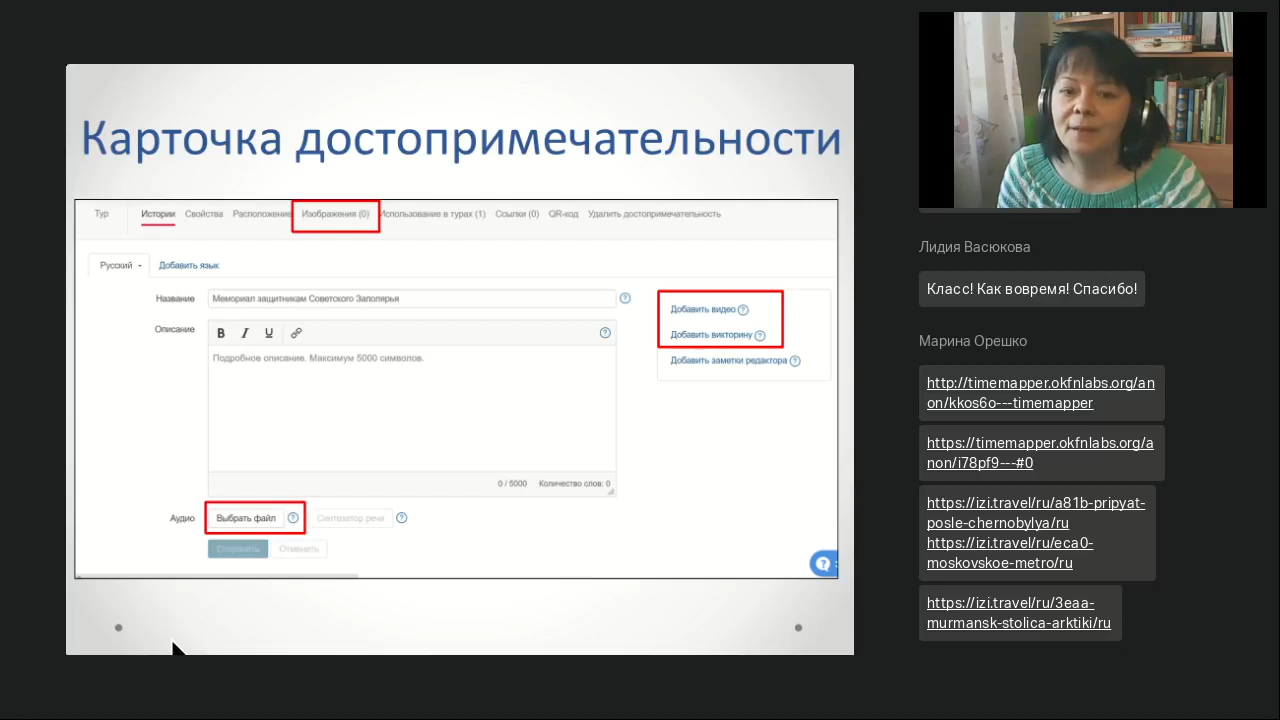 Карточка достопримечательности
Тур Истории Свойства Расположение Изображения (0) Использование в турах (1) Ссылки (0) QR-код Удалить достопримечательность
Русский Добавить язык
Название Мемориал защитникам Советского Заполярья ?
Описание B I U ?
Подробное описание. Максимум 5000 символов.
0 / 5000 Количество слов: 0
Добавить видео ?
Добавить викторину ?
Добавить заметки редактора ?
Аудио Выбрать файл ? Синтезатор речи ?
Сохранить Отменить
?
Лидия Васюкова
Класс! Как вовремя! Спасибо!
Марина Орешко
http://timemapper.okfnlabs.org/an
on/kkos6o---timemapper
https://timemapper.okfnlabs.org/a
non/i78pf9---#0
https://izi.travel/ru/a81b-pripyat-
posle-chernobylya/ru
https://izi.travel/ru/eca0-
moskovskoe-metro/ru
https://izi.travel/ru/3eaa-
murmansk-stolica-arktiki/ru